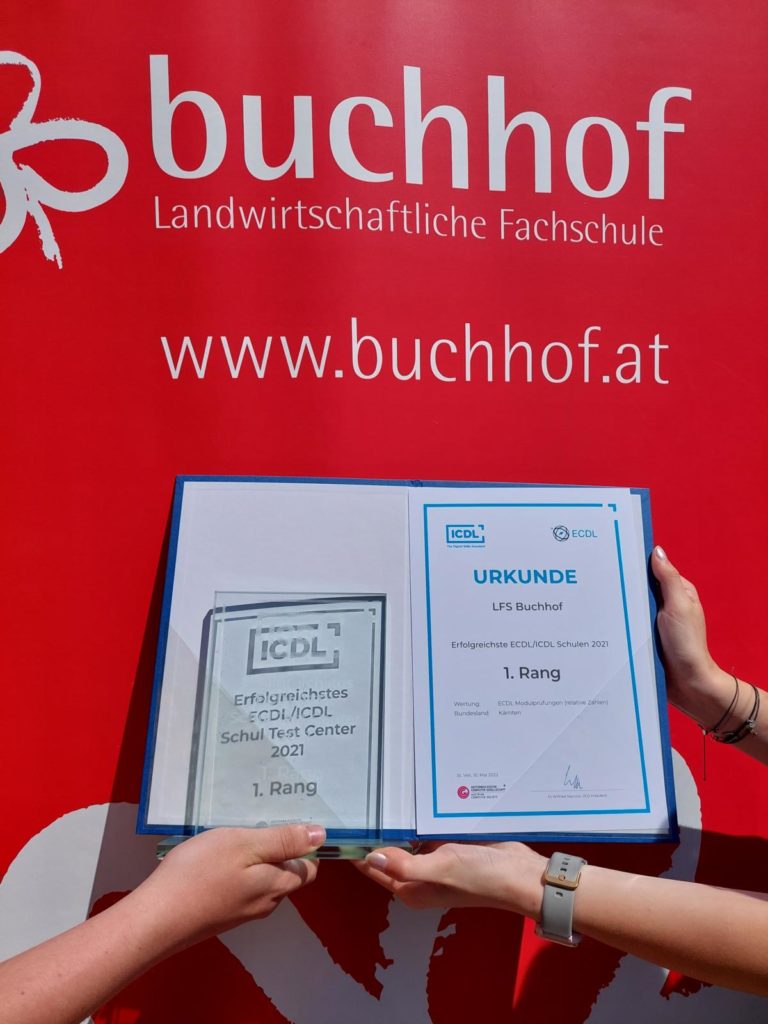 buchhof
Landwirtschaftliche Fachschule
www.buchhof.at
ICDL
Erfolgreichstes
ECDL/ICDL
Schul Test Center
2021
1. Rang
ICDL
ECDL
URKUNDE
LFS Buchhof
Erfolgreichste ECDL/ICDL Schulen 2021
1. Rang
Wertung: ECDL Modulprüfungen (relative Zahlen)
Bundesland: Kärnten